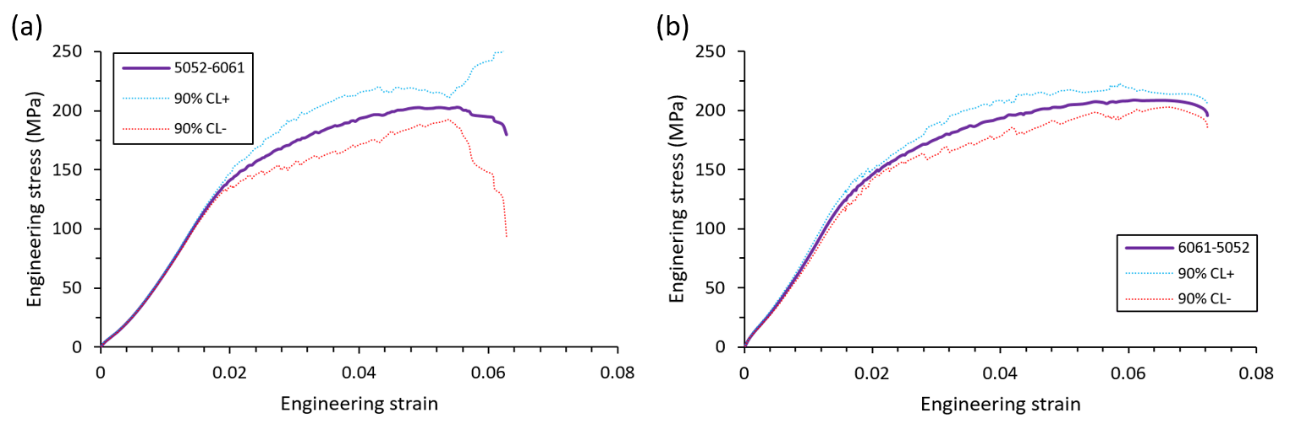 (a)
250
200
150
100
50
0
Engineering stress (MPa)
5052-6061
90% CL+
90% CL-
0
0.02
0.04
0.06
0.08
Engineering strain
(b)
250
200
150
100
50
0
Enginering stress (MPa)
6061-5052
90% CL+
90% CL-
0
0.02
0.04
0.06
0.08
Engineering strain